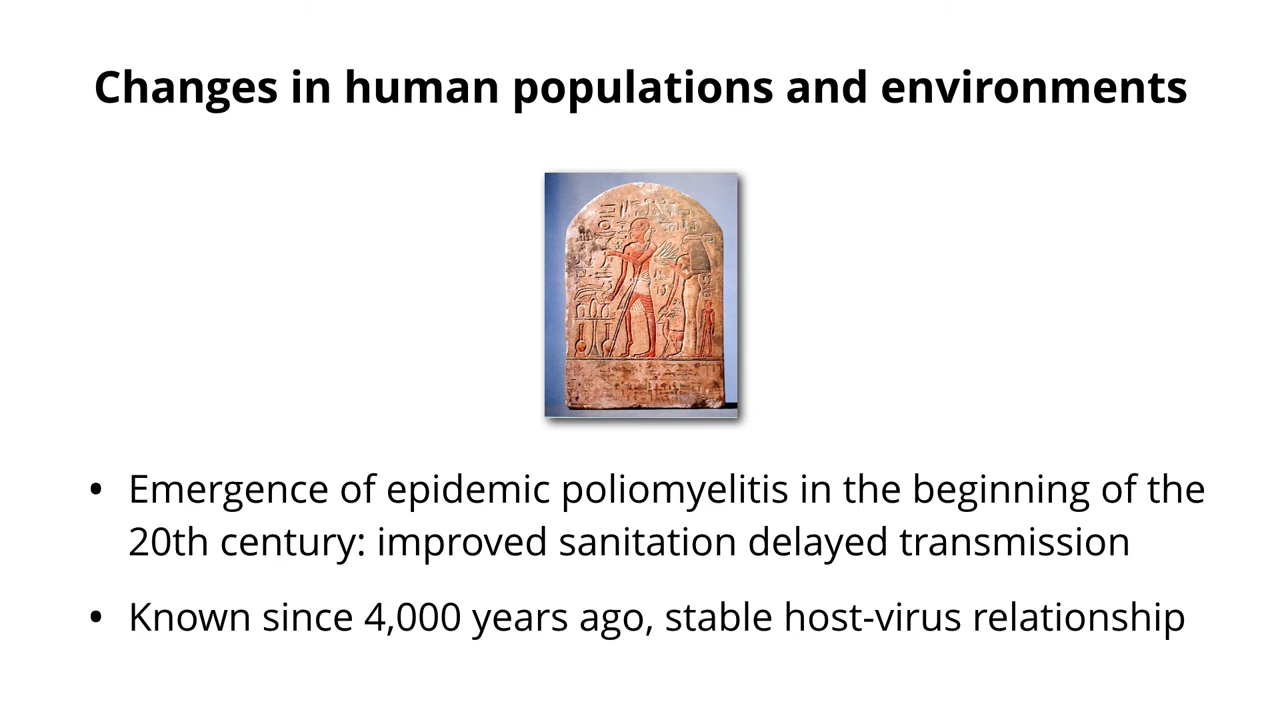 Changes in human populations and environments
• Emergence of epidemic poliomyelitis in the beginning of the
20th century: improved sanitation delayed transmission
• Known since 4,000 years ago, stable host-virus relationship